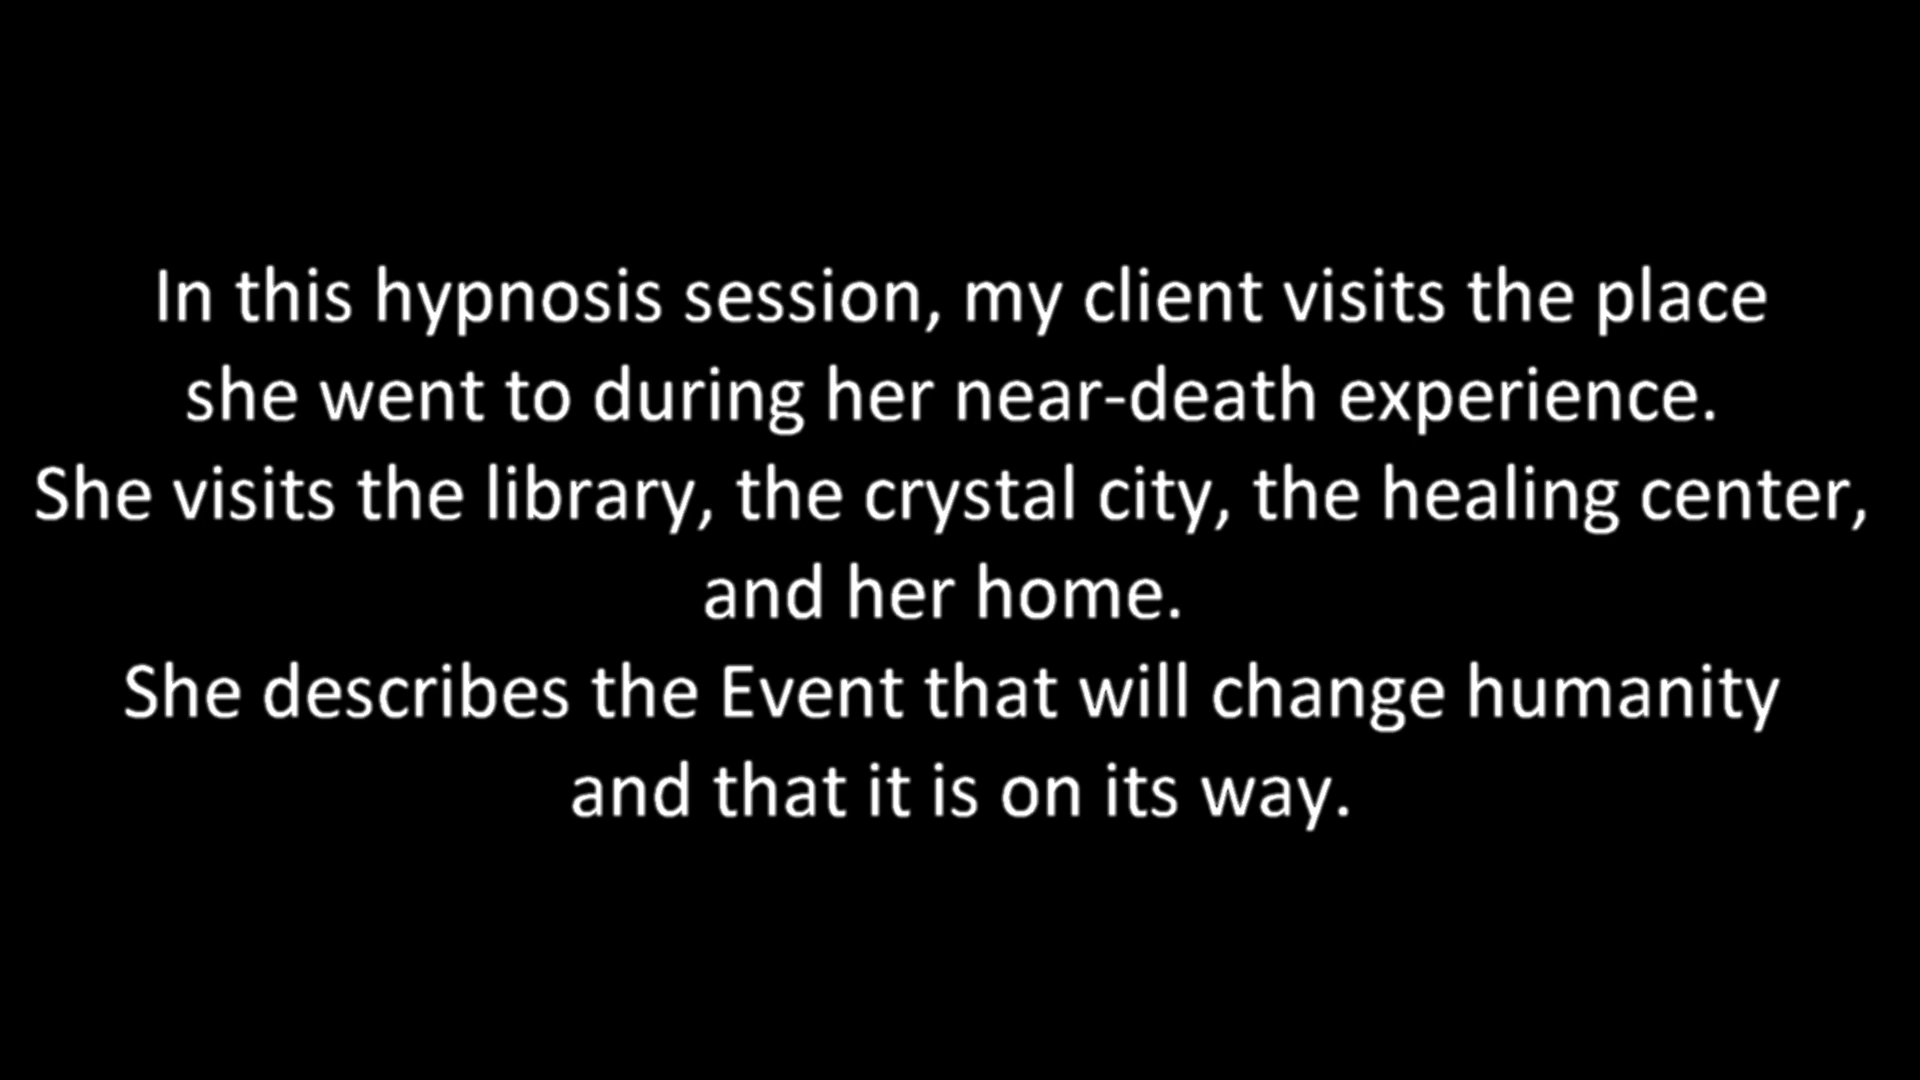 In this hypnosis session, my client visits the place
she went to during her near-death experience.
She visits the library, the crystal city, the healing center,
and her home.
She describes the Event that will change humanity
and that it is on its way.